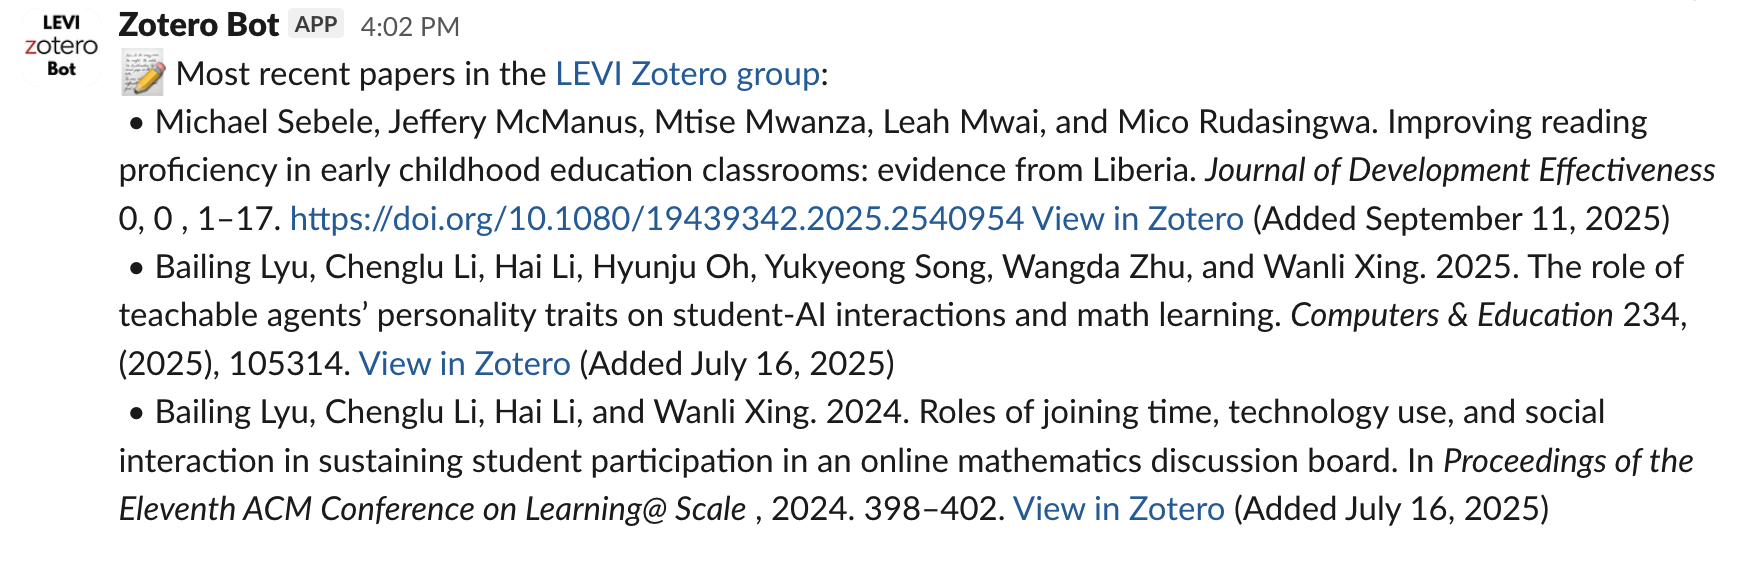 LEVI
zotero
Bot
Zotero Bot APP 4:02 PM
Most recent papers in the LEVI Zotero group:
• Michael Sebele, Jeffery McManus, Mtise Mwanza, Leah Mwai, and Mico Rudasingwa. Improving reading
proficiency in early childhood education classrooms: evidence from Liberia. Journal of Development Effectiveness
0, 0 , 1–17. https://doi.org/10.1080/19439342.2025.2540954 View in Zotero (Added September 11, 2025)
• Bailing Lyu, Chenglu Li, Hai Li, Hyunju Oh, Yukyeong Song, Wangda Zhu, and Wanli Xing. 2025. The role of
teachable agents’ personality traits on student-AI interactions and math learning. Computers & Education 234,
(2025), 105314. View in Zotero (Added July 16, 2025)
• Bailing Lyu, Chenglu Li, Hai Li, and Wanli Xing. 2024. Roles of joining time, technology use, and social
interaction in sustaining student participation in an online mathematics discussion board. In Proceedings of the
Eleventh ACM Conference on Learning@ Scale , 2024. 398–402. View in Zotero (Added July 16, 2025)